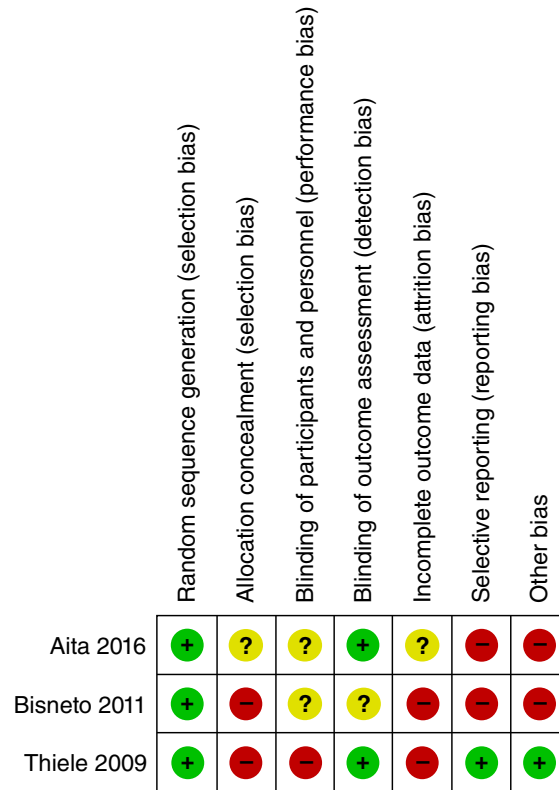 Random sequence generation (selection bias)
Allocation concealment (selection bias)
Blinding of participants and personnel (performance bias)
Blinding of outcome assessment (detection bias)
Incomplete outcome data (attrition bias)
Selective reporting (reporting bias)
Other bias
Aita 2016 + ? ? + ? − −
Bisneto 2011 + − ? ? − − −
Thiele 2009 + − − + − + +